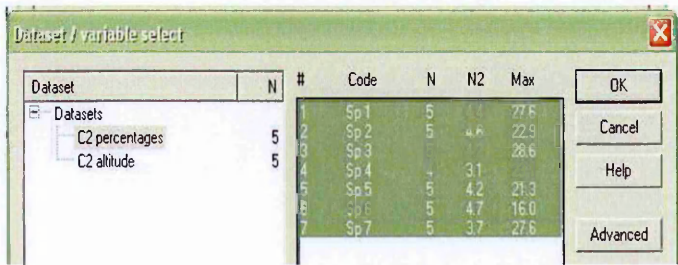 Dataset / variable select
Dataset N
Datasets
C2 percentages 5
C2 altitude 5
# Code N N2 Max
1 Sp 1 5 27.6
2 Sp 2 5 4.6 22.9
3 Sp 3 28.6
4 Sp 4 3.1
5 Sp 5 5 4.2 21.3
6 Sp 6 5 4.7 16.0
7 Sp 7 5 3.7 27.6
OK
Cancel
Help
Advanced